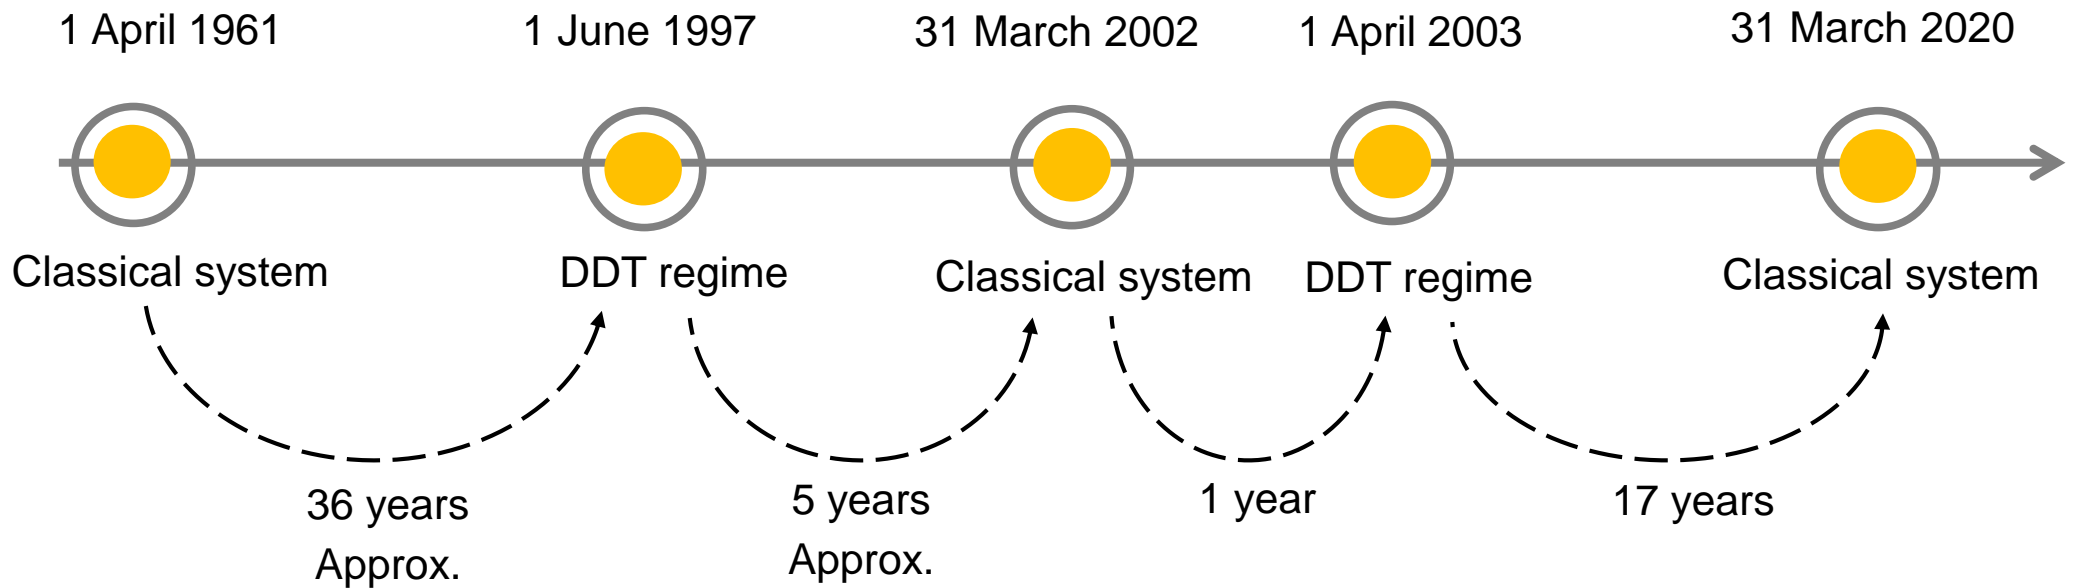 1 April 1961
1 June 1997
31 March 2002
1 April 2003
31 March 2020
Classical system
DDT regime
Classical system
DDT regime
Classical system
36 years
Approx.
5 years
Approx.
1 year
17 years